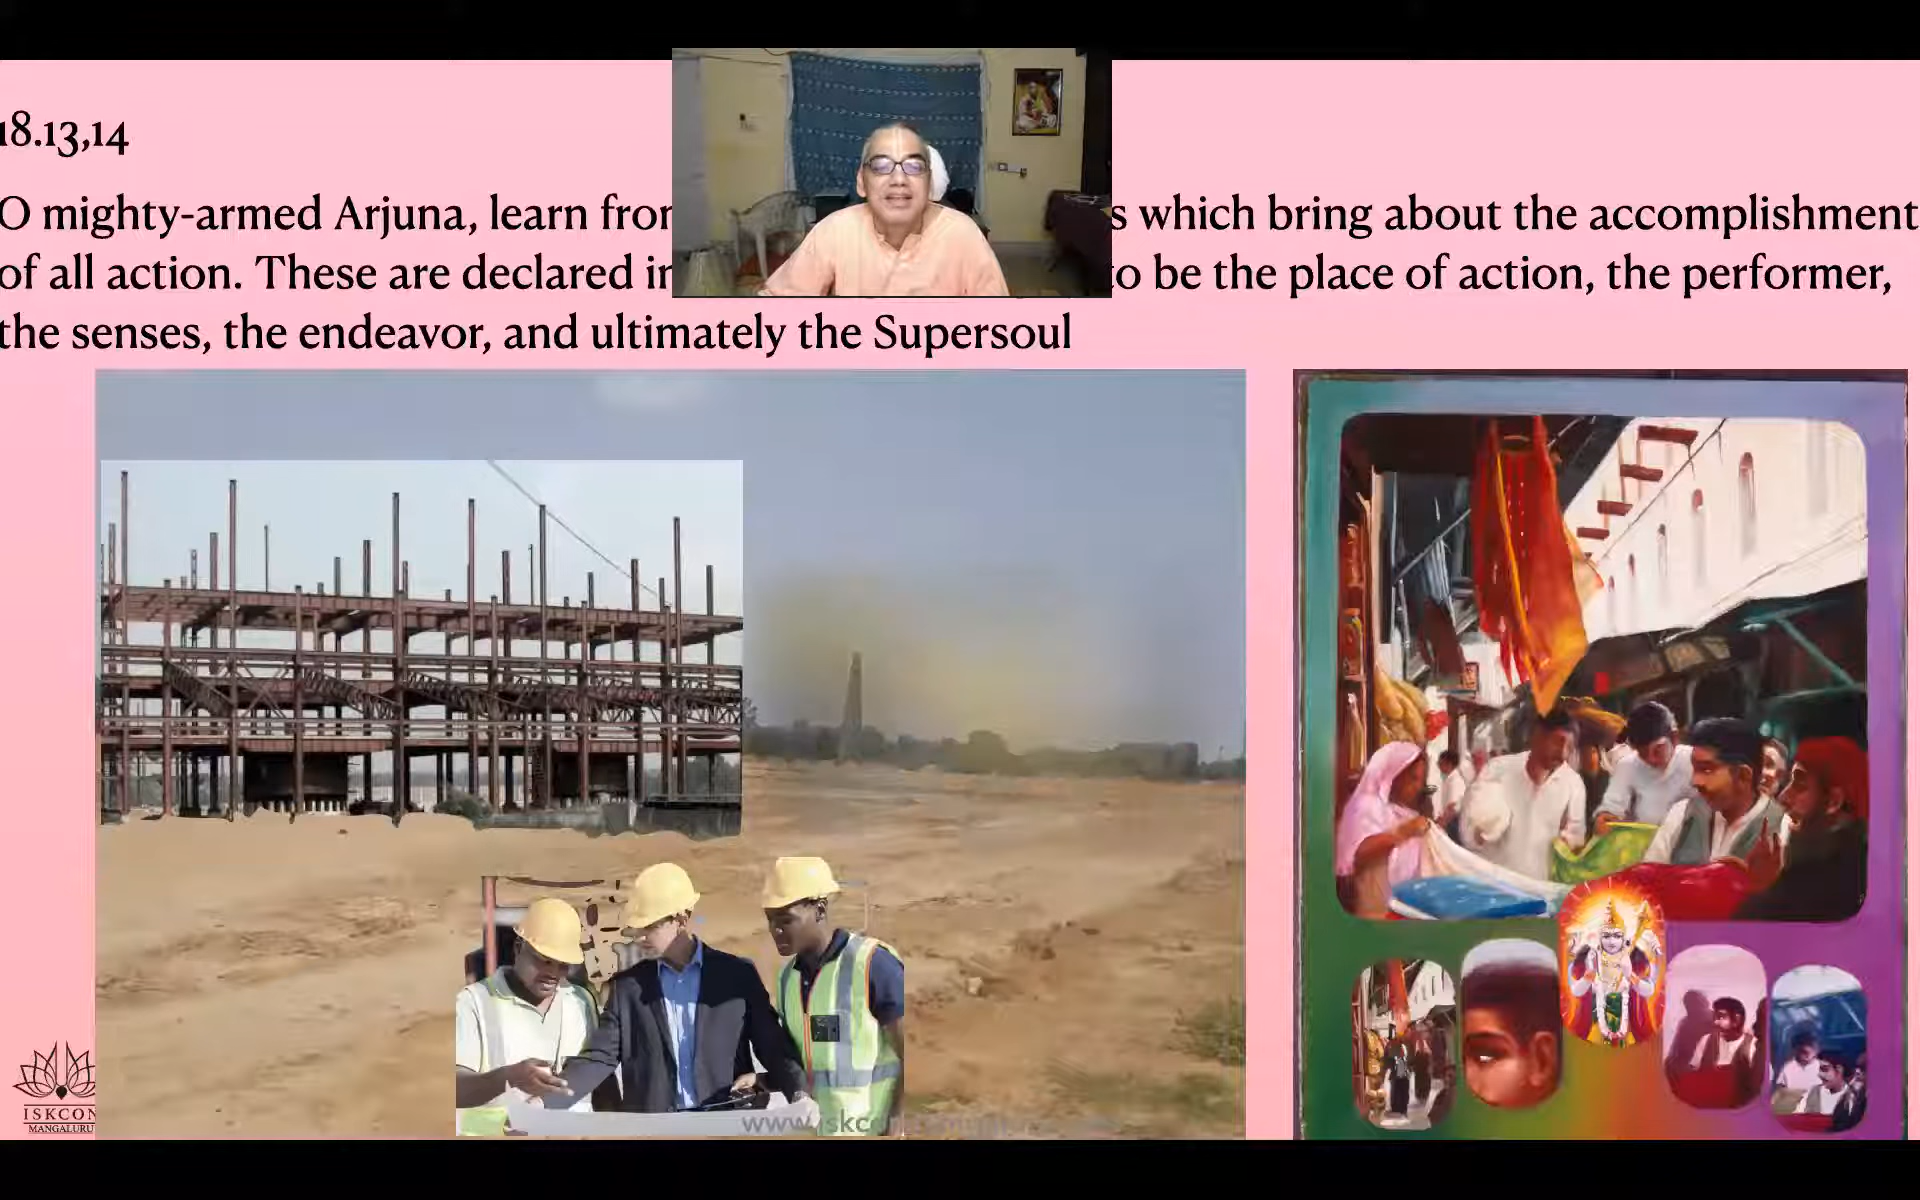 18.13,14
O mighty-armed Arjuna, learn which bring about the accomplishment
of all action. These are declared to be the place of action, the performer,
the senses, the endeavor, and ultimately the Supersoul
ISKCON
MANGALURU